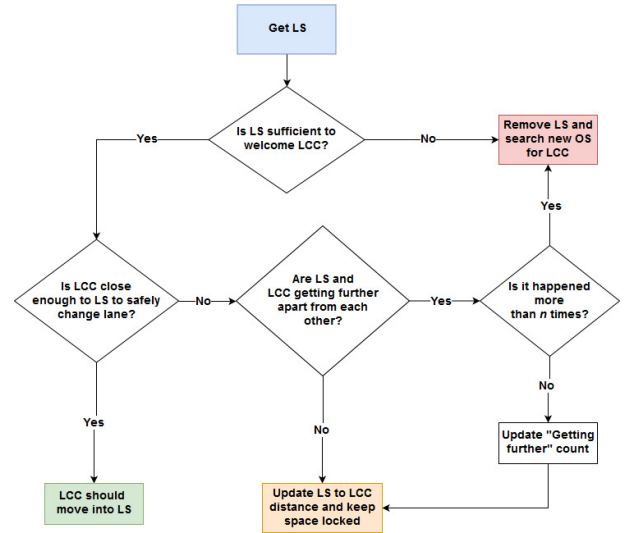 Get LS
Is LS sufficient to
welcome LCC?
Yes
No
Remove LS and
search new OS
for LCC
Yes
Is LCC close
enough to LS to safely
change lane?
No
Are LS and
LCC getting further
apart from each
other?
Yes
Is it happened
more
than n times?
Yes
No
No
Update "Getting
further" count
LCC should
move into LS
Update LS to LCC
distance and keep
space locked